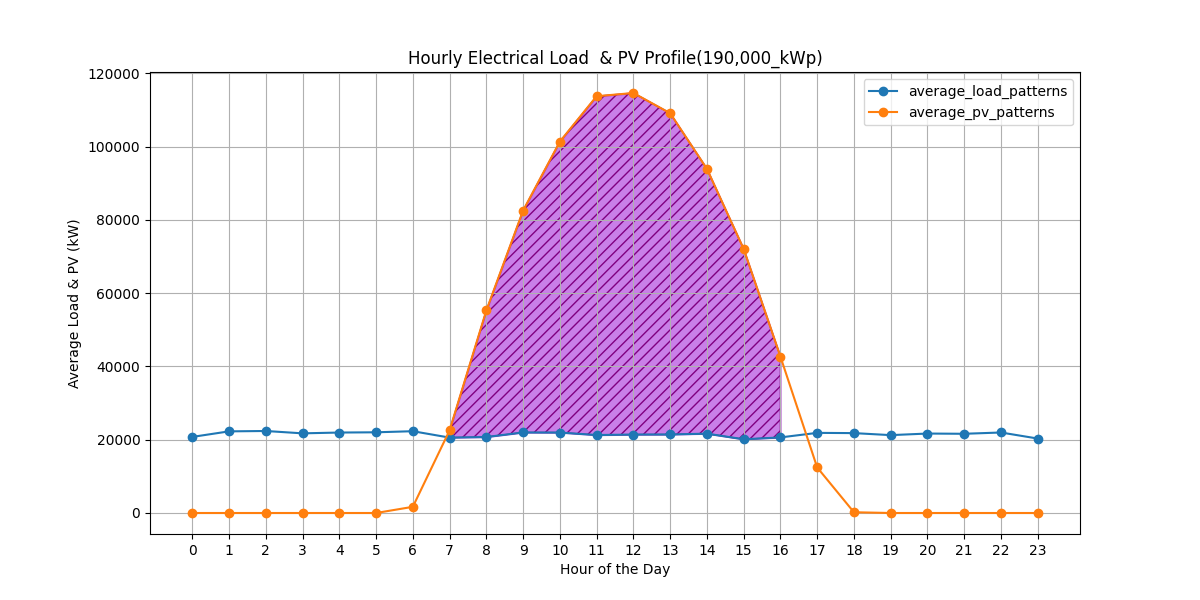 Hourly Electrical Load  & PV Profile(190,000_kWp)
average_load_patterns
average_pv_patterns
Average Load & PV (kW)
120000
100000
80000
60000
40000
20000
0
0 1 2 3 4 5 6 7 8 9 10 11 12 13 14 15 16 17 18 19 20 21 22 23
Hour of the Day